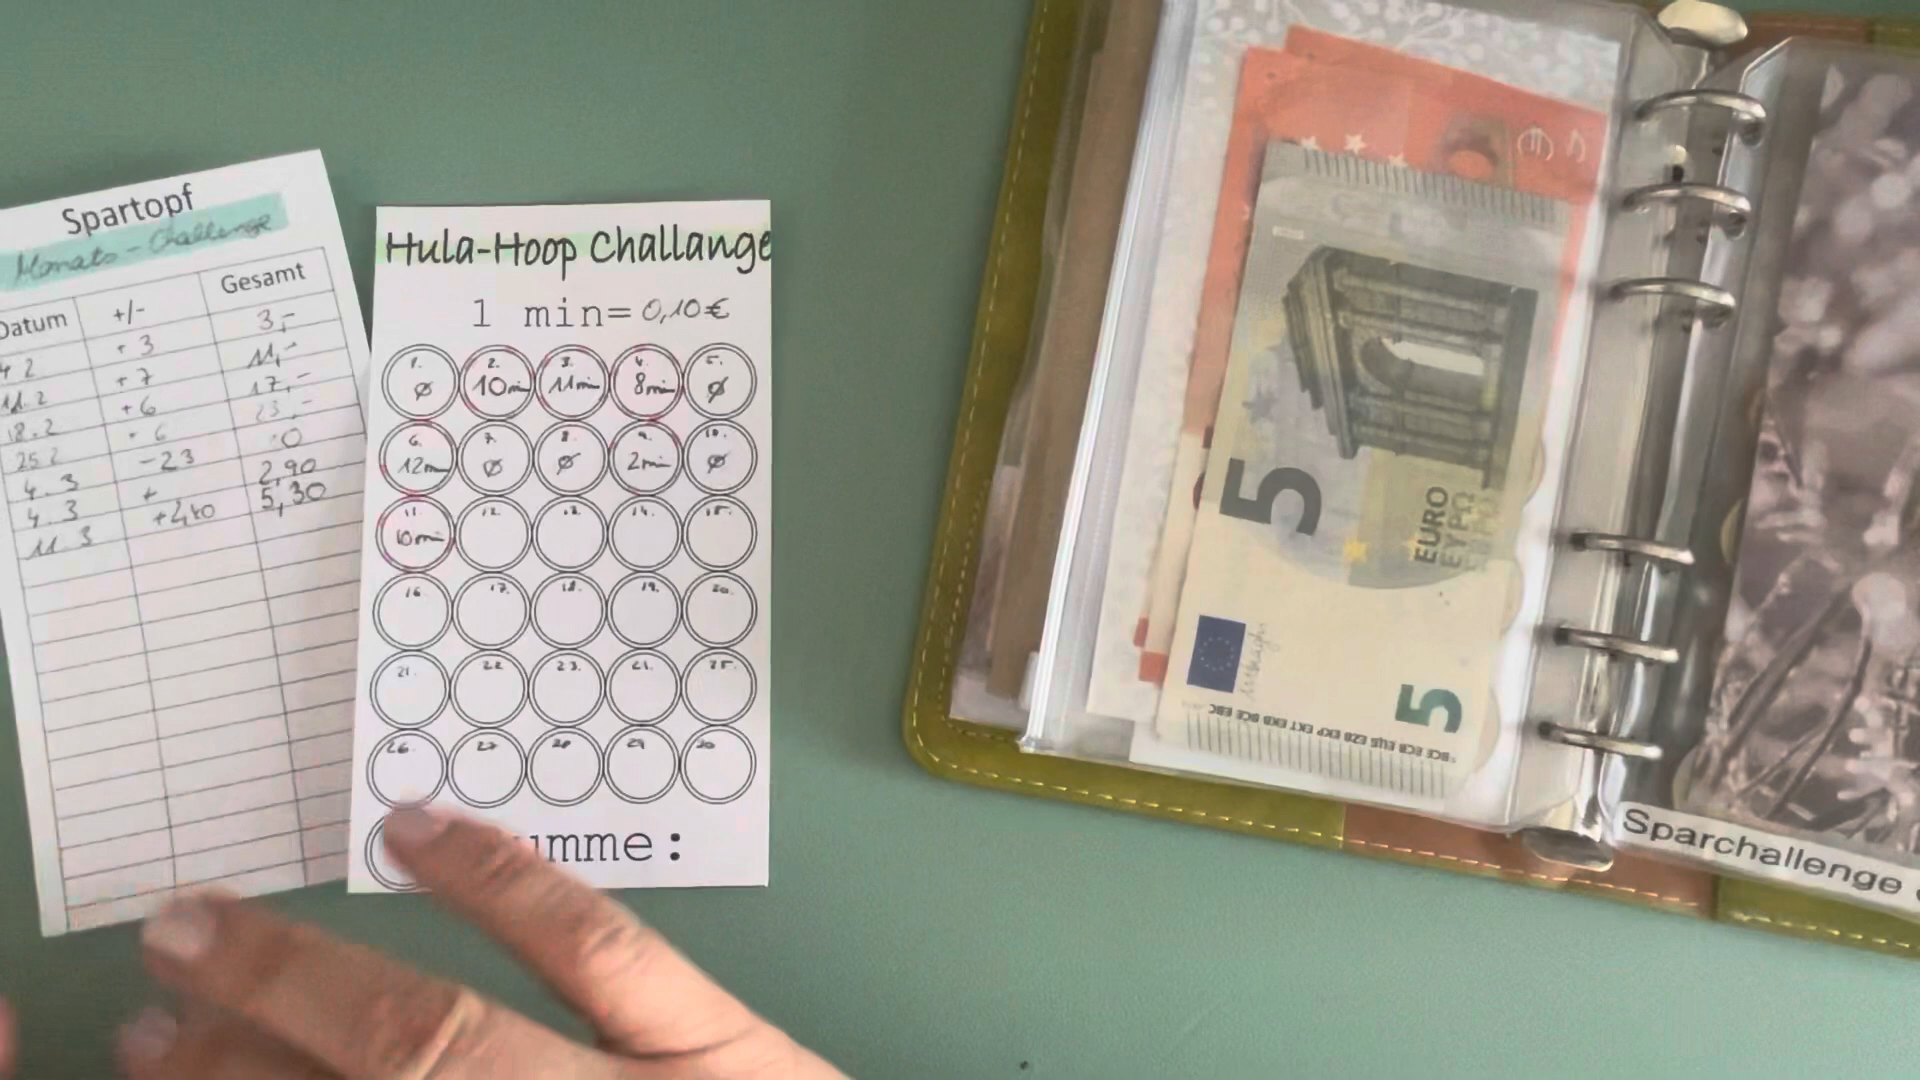 Spartopf
Monats-Challenge
Datum +/- Gesamt
4.2 +3 3,-
11.2 +7 11,-
18.2 +6 17,-
25.2 +6 23,-
4.3 -23 0
4.3 + 2,90
11.3 +2,40 5,30
Hula-Hoop Challange
1 min= 0,10€
1. 2. 3. 4. 5.
ø 10min 11min 8min ø
6. 7. 8. 9. 10.
12min ø ø 2min ø
11. 12. 13. 14. 15.
10min
16. 17. 18. 19. 20.
21. 22 23. 24. 25.
26. 27 28 29 30
umme:
5
EURO
ΕΥΡΩ
5
Sparchallenge